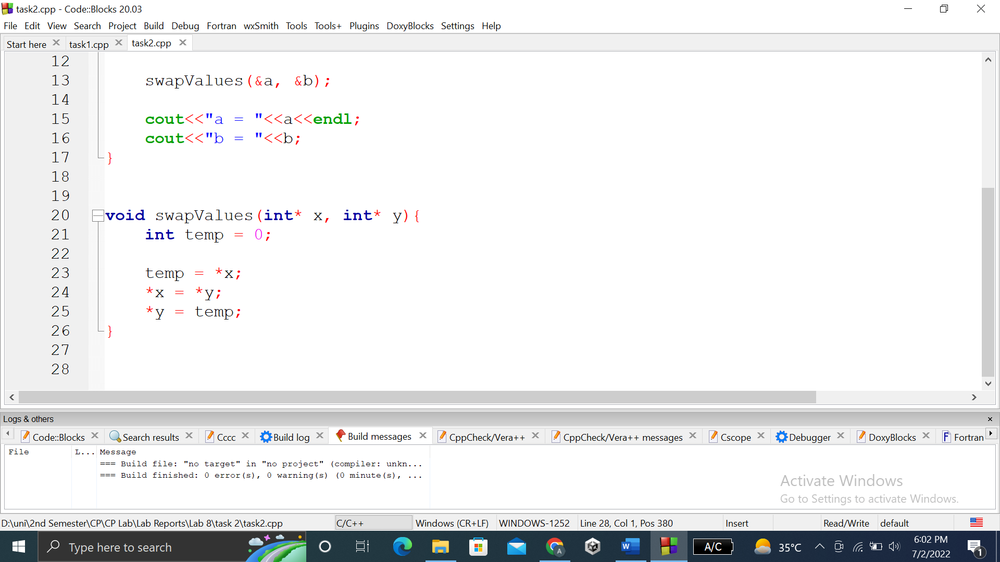 task2.cpp - Code::Blocks 20.03
File Edit View Search Project Build Debug Fortran wxSmith Tools Tools+ Plugins DoxyBlocks Settings Help
Start here task1.cpp task2.cpp
12
13 swapValues(&a, &b);
14
15 cout<<"a = "<<a<<endl;
16 cout<<"b = "<<b;
17 }
18
19
20 void swapValues(int* x, int* y){
21 int temp = 0;
22
23 temp = *x;
24 *x = *y;
25 *y = temp;
26 }
27
28
Logs & others
Code::Blocks Search results Cccc Build log Build messages CppCheck/Vera++ CppCheck/Vera++ messages Cscope Debugger DoxyBlocks Fortran
File L... Message
=== Build file: "no target" in "no project" (compiler: unkn...
=== Build finished: 0 error(s), 0 warning(s) (0 minute(s), ...
Activate Windows
Go to Settings to activate Windows.
D:\uni\2nd Semester\CP\CP Lab\Lab Reports\Lab 8\task 2\task2.cpp C/C++ Windows (CR+LF) WINDOWS-1252 Line 28, Col 1, Pos 380 Insert Read/Write default
Type here to search A/C 35°C 6:02 PM
7/2/2022 1